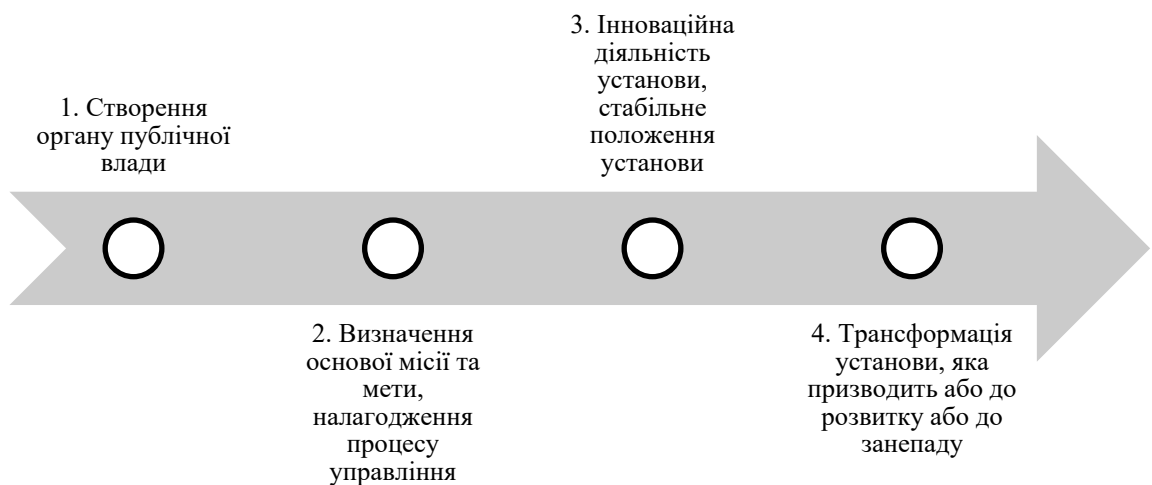 1. Створення
органу публічної
влади
2. Визначення
основої місії та
мети,
налагодження
процесу
управління
3. Інноваційна
діяльність
установи,
стабільне
положення
установи
4. Трансформація
установи, яка
призводить або до
розвитку або до
занепаду